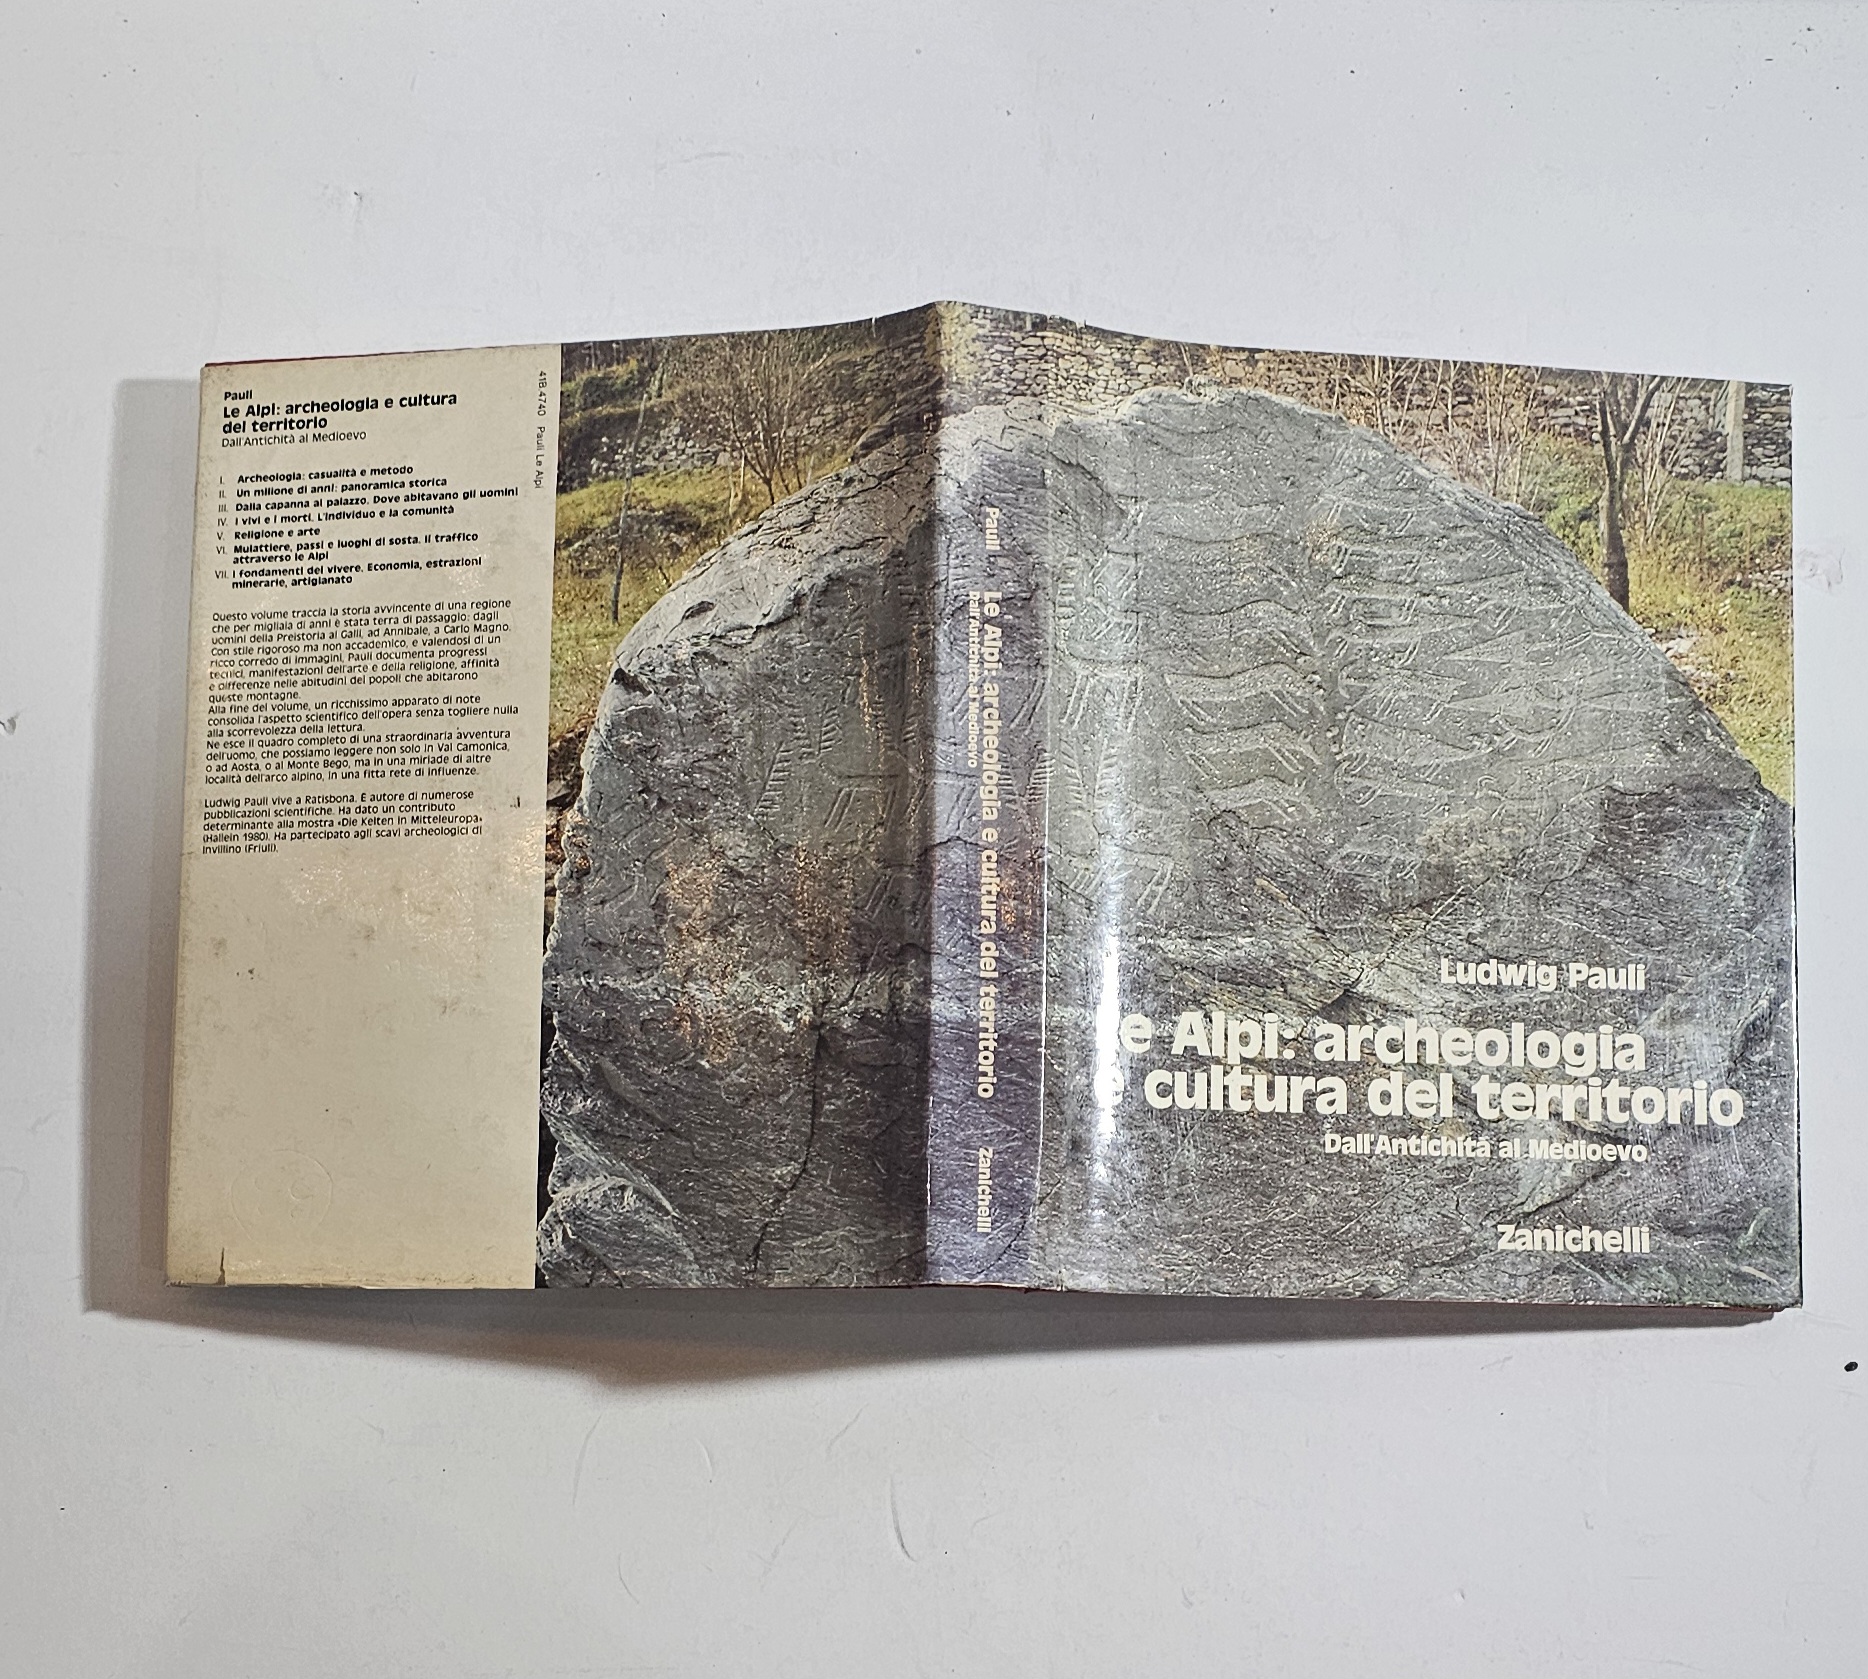 Pauli
Le Alpi: archeologia e cultura
del territorio
Dall'Antichità al Medioevo
I. Archeologia: casualità e metodo
II. Un milione di anni: panoramica storica
III. Dalla capanna al palazzo. Dove abitavano gli uomini
IV. I vivi e i morti. L'individuo e la comunità
V. Religione e arte
VI. Mulattiere, passi e luoghi di sosta. Il traffico
attraverso le Alpi
VII. I fondamenti del vivere. Economia, estrazioni
minerarie, artigianato
Questo volume traccia la storia avvincente di una regione
che per migliaia di anni è stata terra di passaggio: dagli
uomini della Preistoria ai Galli, ad Annibale, a Carlo Magno.
Con stile rigoroso ma non accademico, e valendosi di un
ricco corredo di immagini, Pauli documenta progressi
tecnici, manifestazioni dell'arte e della religione, affinità
e differenze nelle abitudini dei popoli che abitarono
queste montagne.
Alla fine del volume, un ricchissimo apparato di note
consolida l'aspetto scientifico dell'opera senza togliere nulla
alla scorrevolezza della lettura.
Ne esce il quadro completo di una straordinaria avventura
dell'uomo, che possiamo leggere non solo in Val Camonica,
o ad Aosta, o al Monte Bego, ma in una miriade di altre
località dell'arco alpino, in una fitta rete di influenze.
Ludwig Pauli vive a Ratisbona. È autore di numerose
pubblicazioni scientifiche. Ha dato un contributo
determinante alla mostra «Die Kelten in Mitteleuropa»
(Hallein 1980). Ha partecipato agli scavi archeologici di
Invillino (Friuli).
41B.4740 Pauli Le Alpi
Pauli Le Alpi: archeologia e cultura del territorio
Dall'Antichità al Medioevo
Zanichelli
Ludwig Pauli
Le Alpi: archeologia
e cultura del territorio
Dall'Antichità al Medioevo
Zanichelli